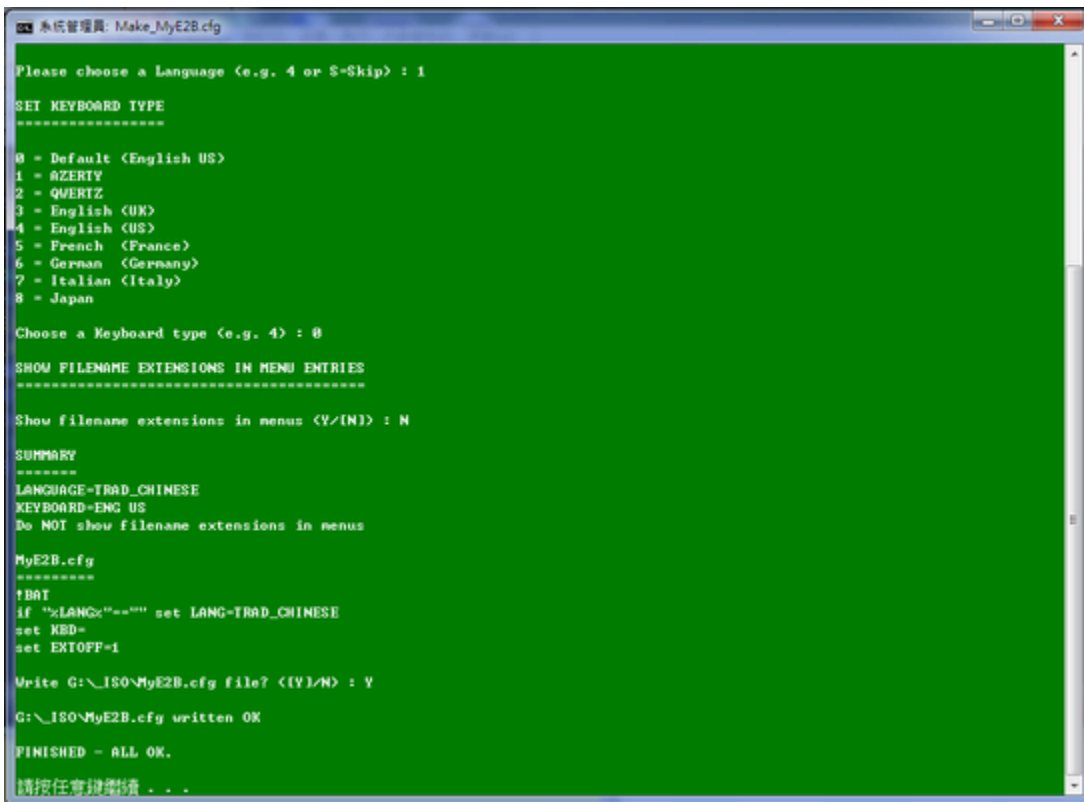 系統管理員: Make_MyE2B.cfg
Please choose a Language (e.g. 4 or S=Skip) : 1
SET KEYBOARD TYPE
=================
0 = Default (English US)
1 = AZERTY
2 = QWERTZ
3 = English (UK)
4 = English (US)
5 = French (France)
6 = German (Germany)
7 = Italian (Italy)
8 = Japan
Choose a Keyboard type (e.g. 4) : 0
SHOW FILENAME EXTENSIONS IN MENU ENTRIES
========================================
Show filename extensions in menus (Y/[N]) : N
SUMMARY
=======
LANGUAGE=TRAD_CHINESE
KEYBOARD=ENG US
Do NOT show filename extensions in menus
MyE2B.cfg
=========
!BAT
if "%LANG%"=="" set LANG=TRAD_CHINESE
set KBD=
set EXTOFF=1
Write G:\_ISO\MyE2B.cfg file? ([Y]/N) : Y
G:\_ISO\MyE2B.cfg written OK
FINISHED - ALL OK.
請按任意鍵繼續 . . .